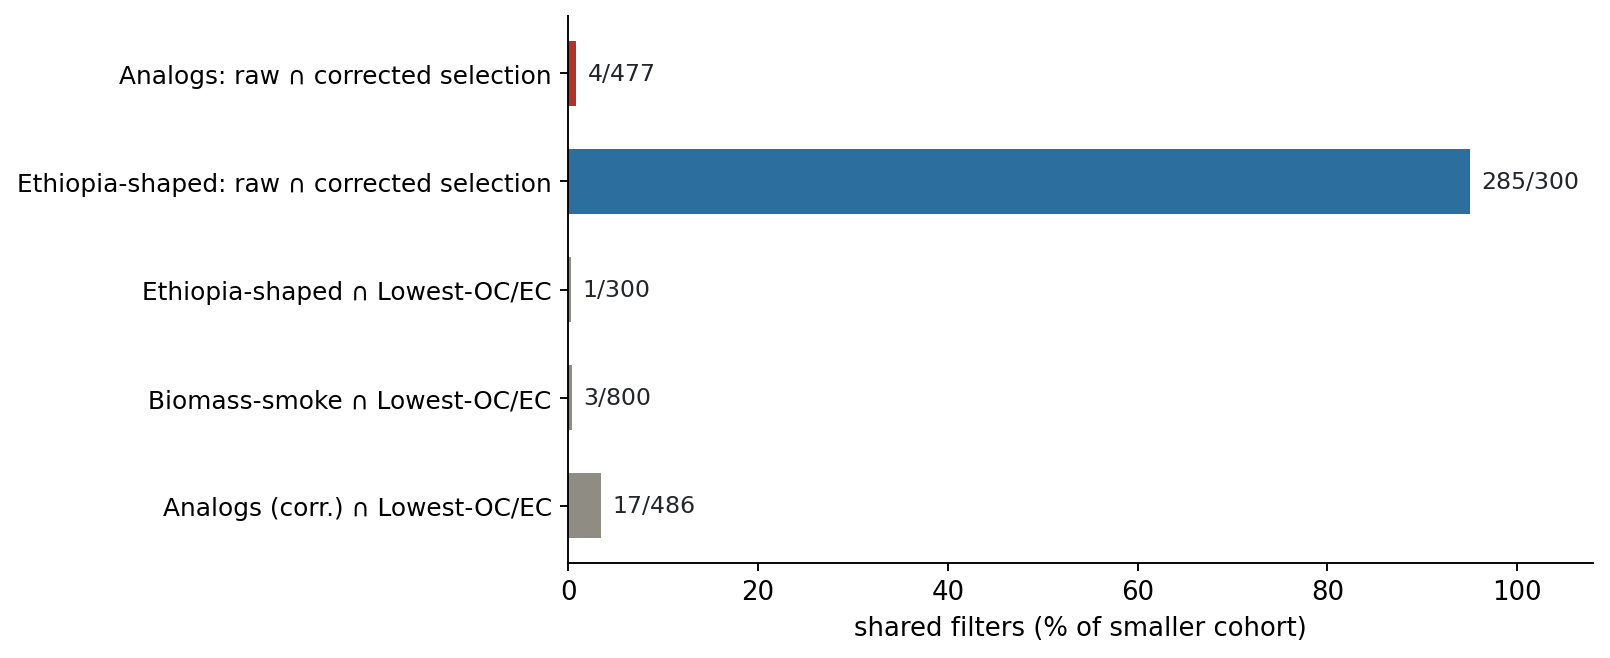 Analogs: raw ∩ corrected selection 4/477
Ethiopia-shaped: raw ∩ corrected selection 285/300
Ethiopia-shaped ∩ Lowest-OC/EC 1/300
Biomass-smoke ∩ Lowest-OC/EC 3/800
Analogs (corr.) ∩ Lowest-OC/EC 17/486
0 20 40 60 80 100
shared filters (% of smaller cohort)